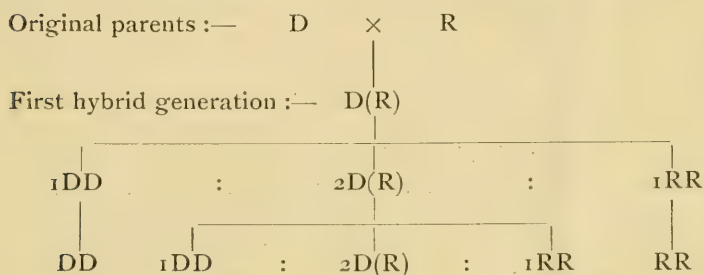 Original parents :— D × R
First hybrid generation :— D(R)
1DD : 2D(R) : 1RR
DD 1DD : 2D(R) : 1RR RR